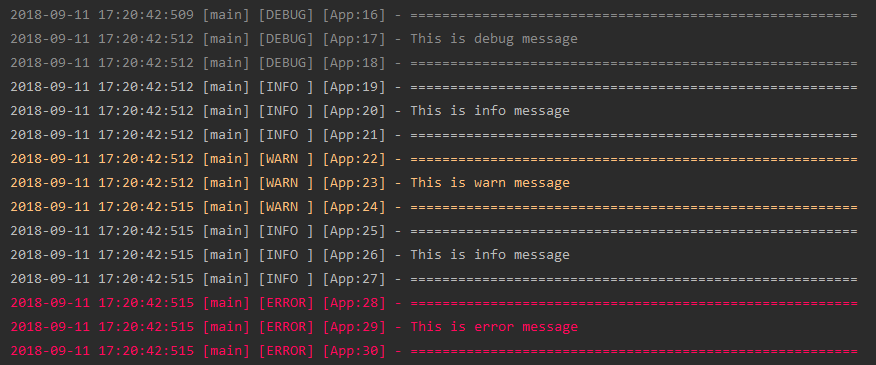 2018-09-11 17:20:42:509 [main] [DEBUG] [App:16] - ========================================================
2018-09-11 17:20:42:512 [main] [DEBUG] [App:17] - This is debug message
2018-09-11 17:20:42:512 [main] [DEBUG] [App:18] - ========================================================
2018-09-11 17:20:42:512 [main] [INFO ] [App:19] - ========================================================
2018-09-11 17:20:42:512 [main] [INFO ] [App:20] - This is info message
2018-09-11 17:20:42:512 [main] [INFO ] [App:21] - ========================================================
2018-09-11 17:20:42:512 [main] [WARN ] [App:22] - ========================================================
2018-09-11 17:20:42:512 [main] [WARN ] [App:23] - This is warn message
2018-09-11 17:20:42:515 [main] [WARN ] [App:24] - ========================================================
2018-09-11 17:20:42:515 [main] [INFO ] [App:25] - ========================================================
2018-09-11 17:20:42:515 [main] [INFO ] [App:26] - This is info message
2018-09-11 17:20:42:515 [main] [INFO ] [App:27] - ========================================================
2018-09-11 17:20:42:515 [main] [ERROR] [App:28] - ========================================================
2018-09-11 17:20:42:515 [main] [ERROR] [App:29] - This is error message
2018-09-11 17:20:42:515 [main] [ERROR] [App:30] - ========================================================